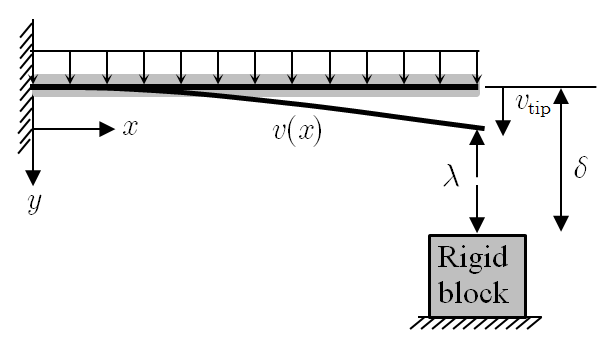 x
v(x)
v_tip
y
λ
δ
Rigid
block